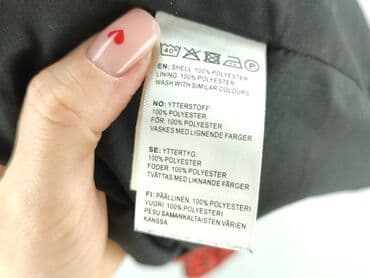 40°
P
EN: SHELL 100% POLYESTER
LINING: 100% POLYESTER
WASH WITH SIMILAR COLOURS
NO: YTTERSTOFF
100% POLYESTER
FÔR: 100% POLYESTER
VASKES MED LIGNENDE FARGER
SE: YTTERTYG:
100% POLYESTER
FODER: 100% POLYESTER
TVÄTTAS MED LIKNANDE FÄRGER
FI: PÄÄLLINEN: 100% POLYESTERI
VUORI: 100% POLYESTERI
PESU SAMANKALTAISTEN VÄRIEN
KANSSA